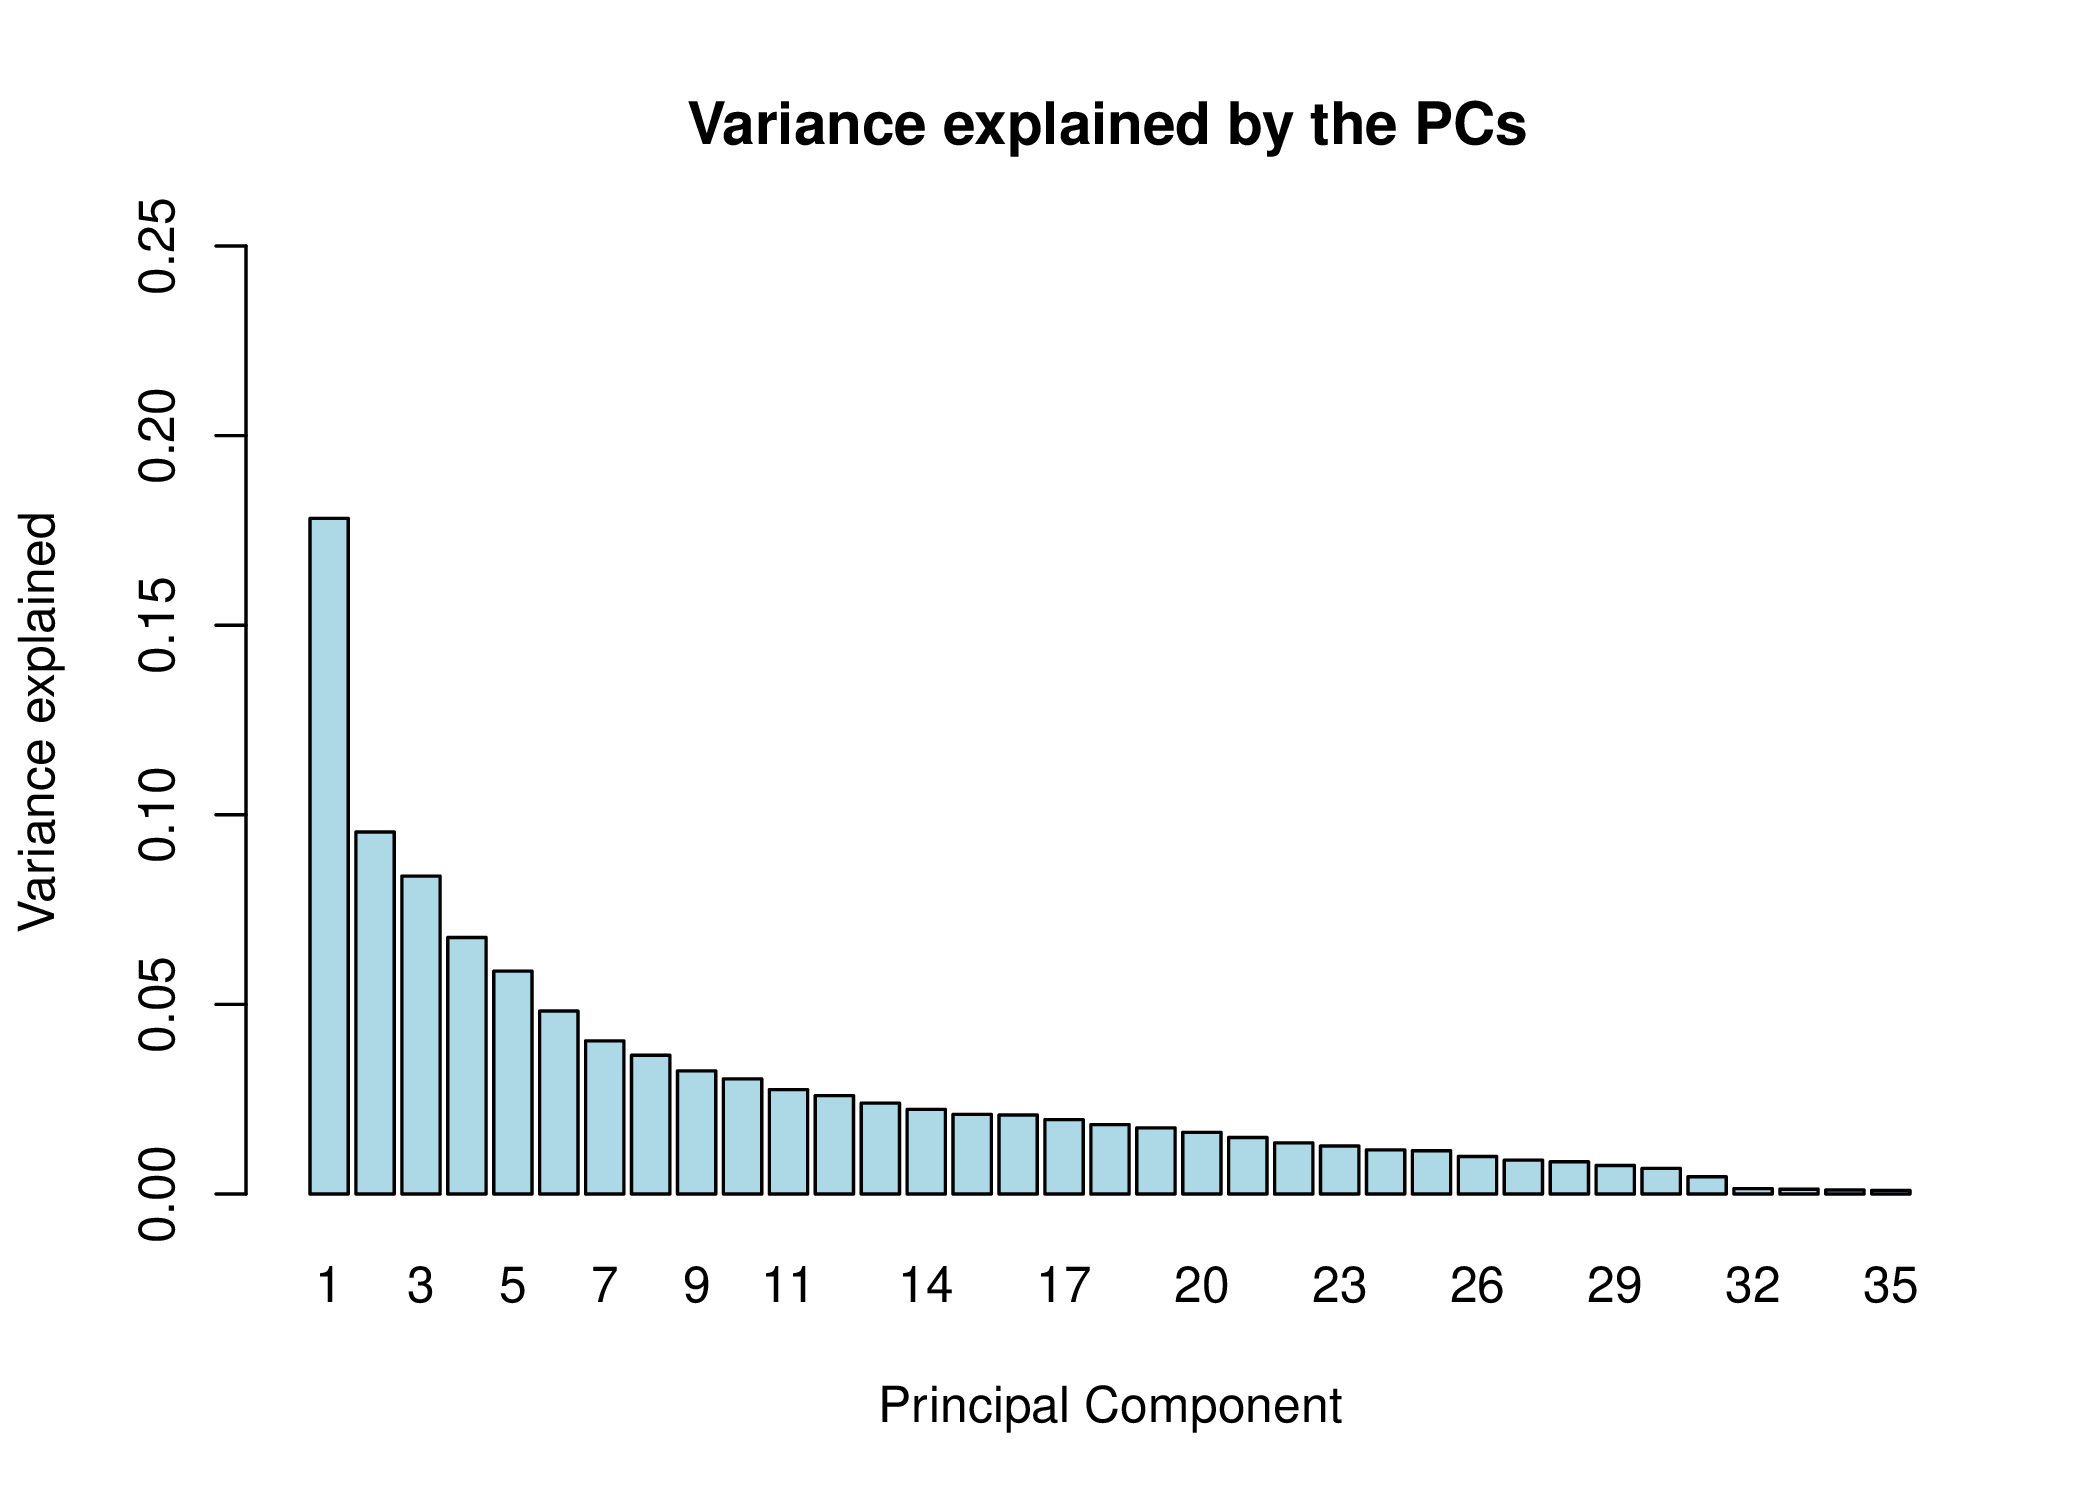 Variance explained by the PCs
Variance explained
0.25
0.20
0.15
0.10
0.05
0.00
1 3 5 7 9 11 14 17 20 23 26 29 32 35
Principal Component